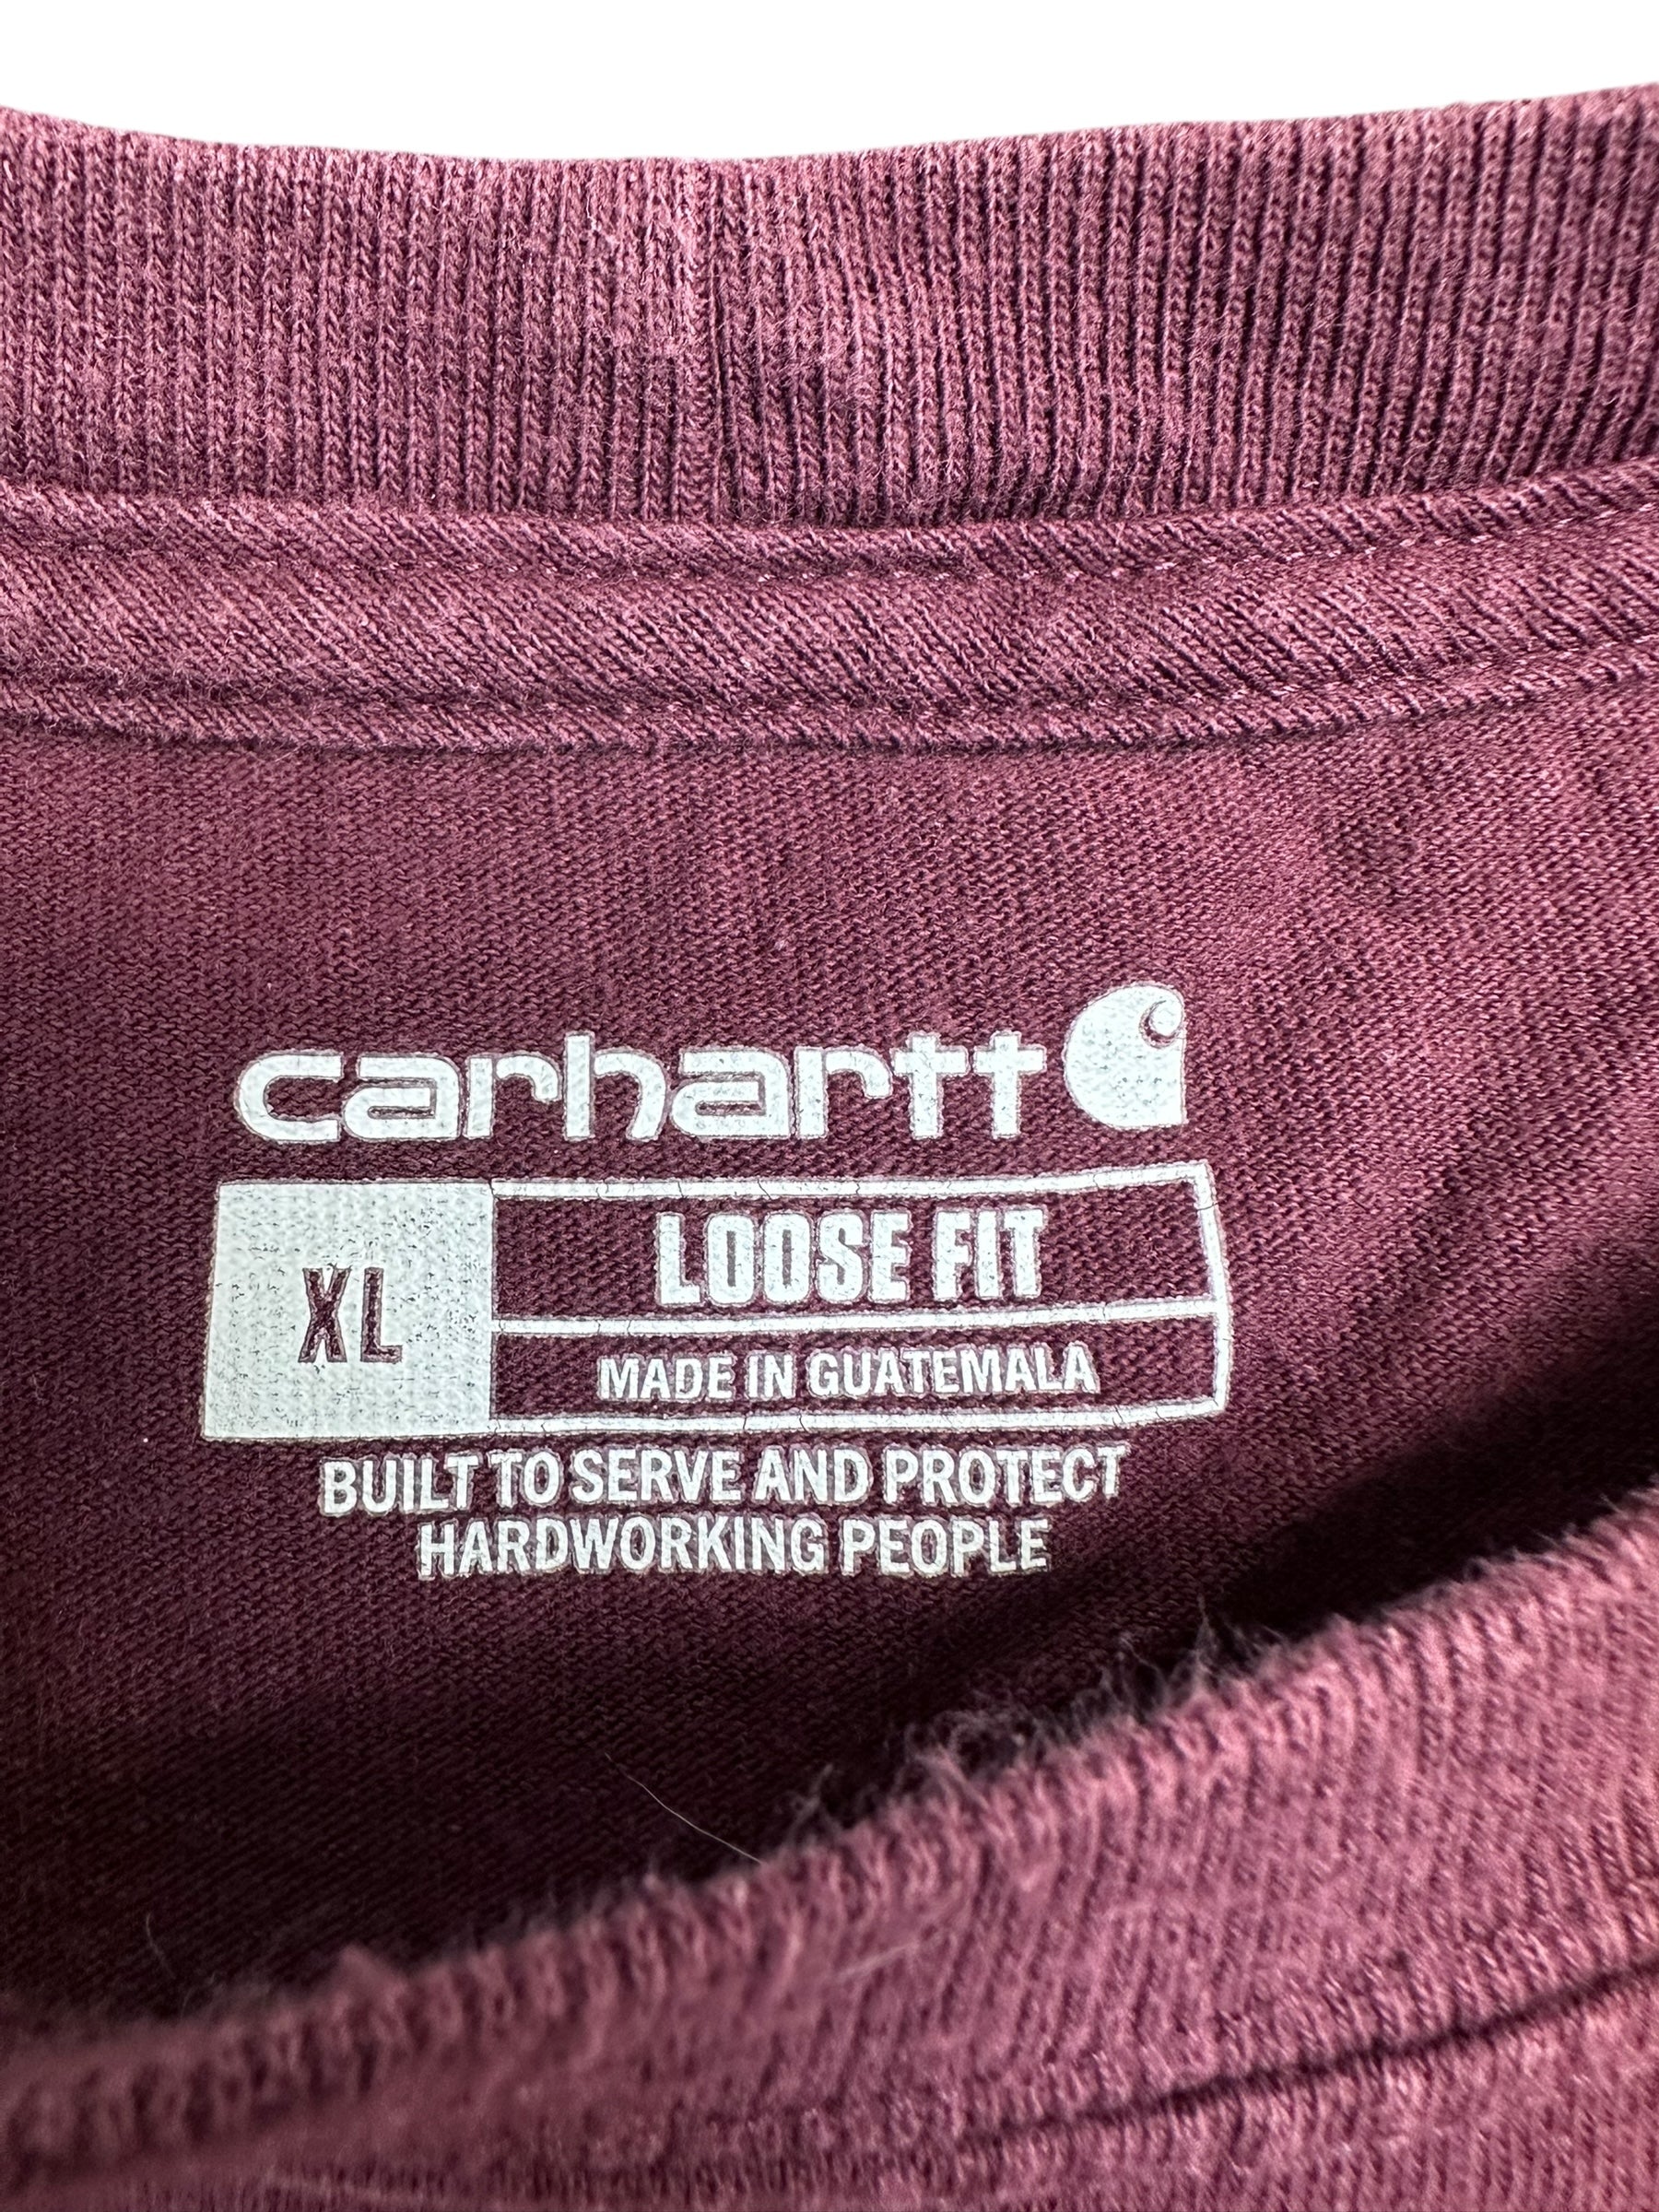 carhartt
XL
LOOSE FIT
MADE IN GUATEMALA
BUILT TO SERVE AND PROTECT
HARDWORKING PEOPLE